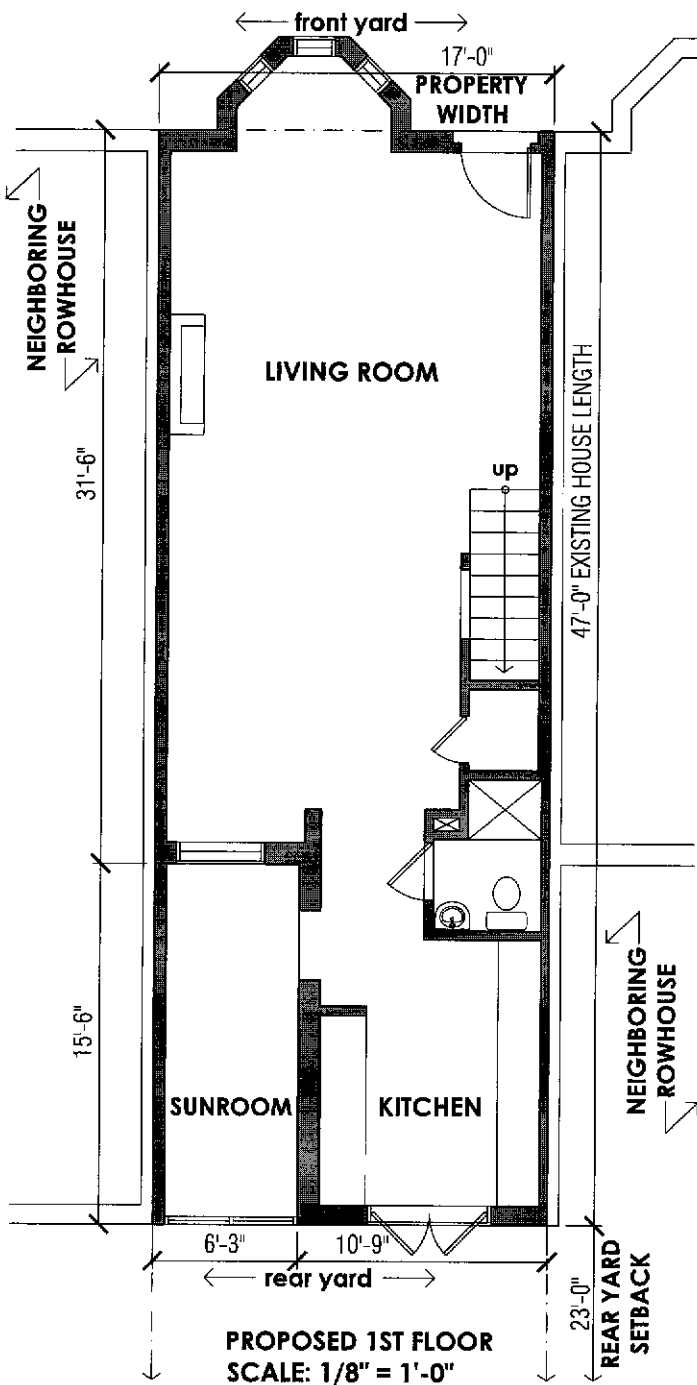 front yard
17'-0"
PROPERTY
WIDTH
NEIGHBORING
ROWHOUSE
LIVING ROOM
31'-6"
up
47'-0" EXISTING HOUSE LENGTH
15'-6"
SUNROOM
KITCHEN
NEIGHBORING
ROWHOUSE
6'-3"
10'-9"
rear yard
23'-0"
REAR YARD
SETBACK
PROPOSED 1ST FLOOR
SCALE: 1/8" = 1'-0"